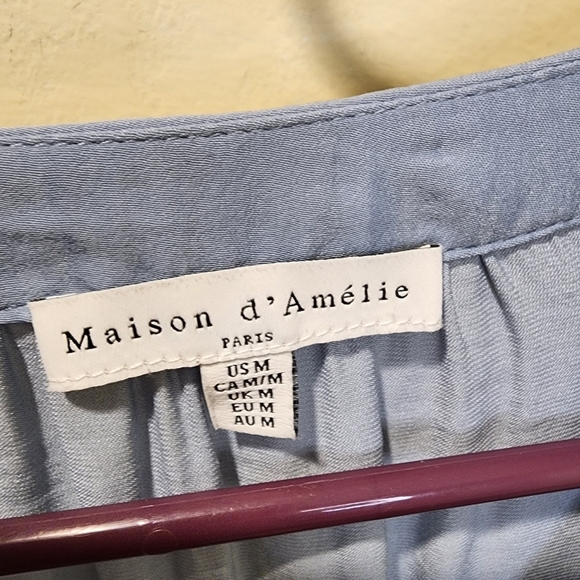 Maison d'Amélie
PARIS
US M
CA M/M
UK M
EU M
AU M